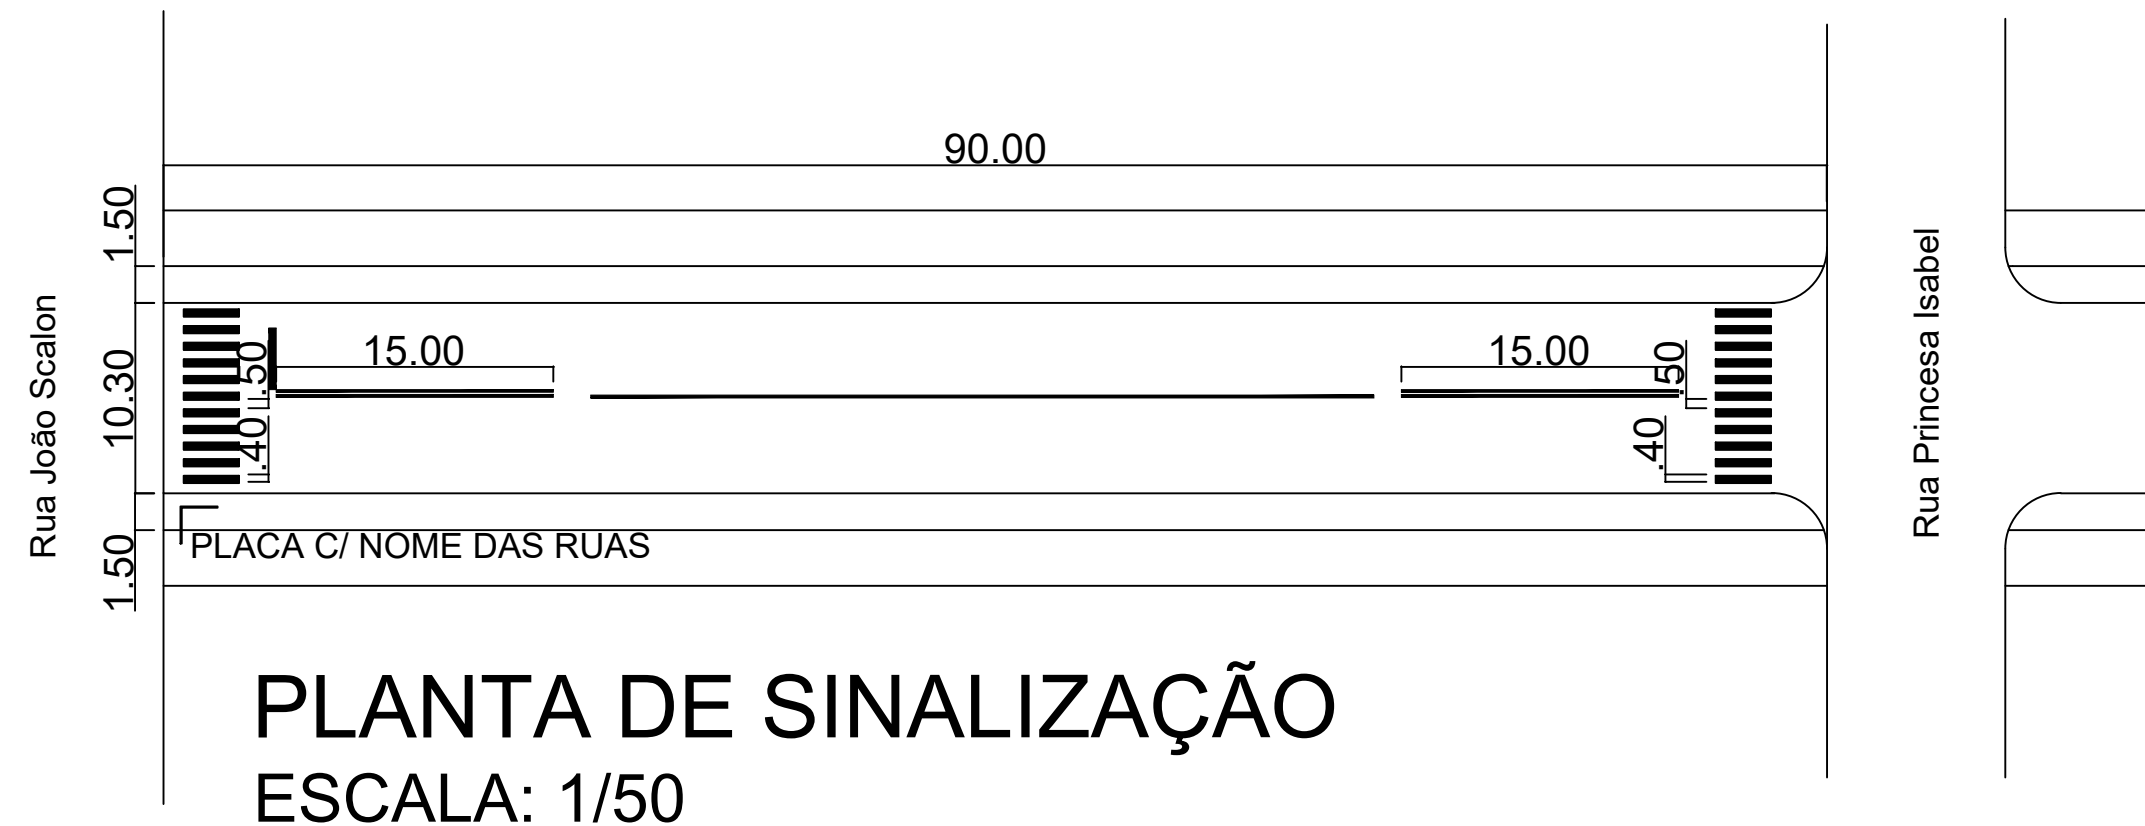 90.00
1.50
Rua João Scalon
10.30
1.50
15.00
.50
.40
15.00
.50
.40
Rua Princesa Isabel
PLACA C/ NOME DAS RUAS
PLANTA DE SINALIZAÇÃO
ESCALA: 1/50